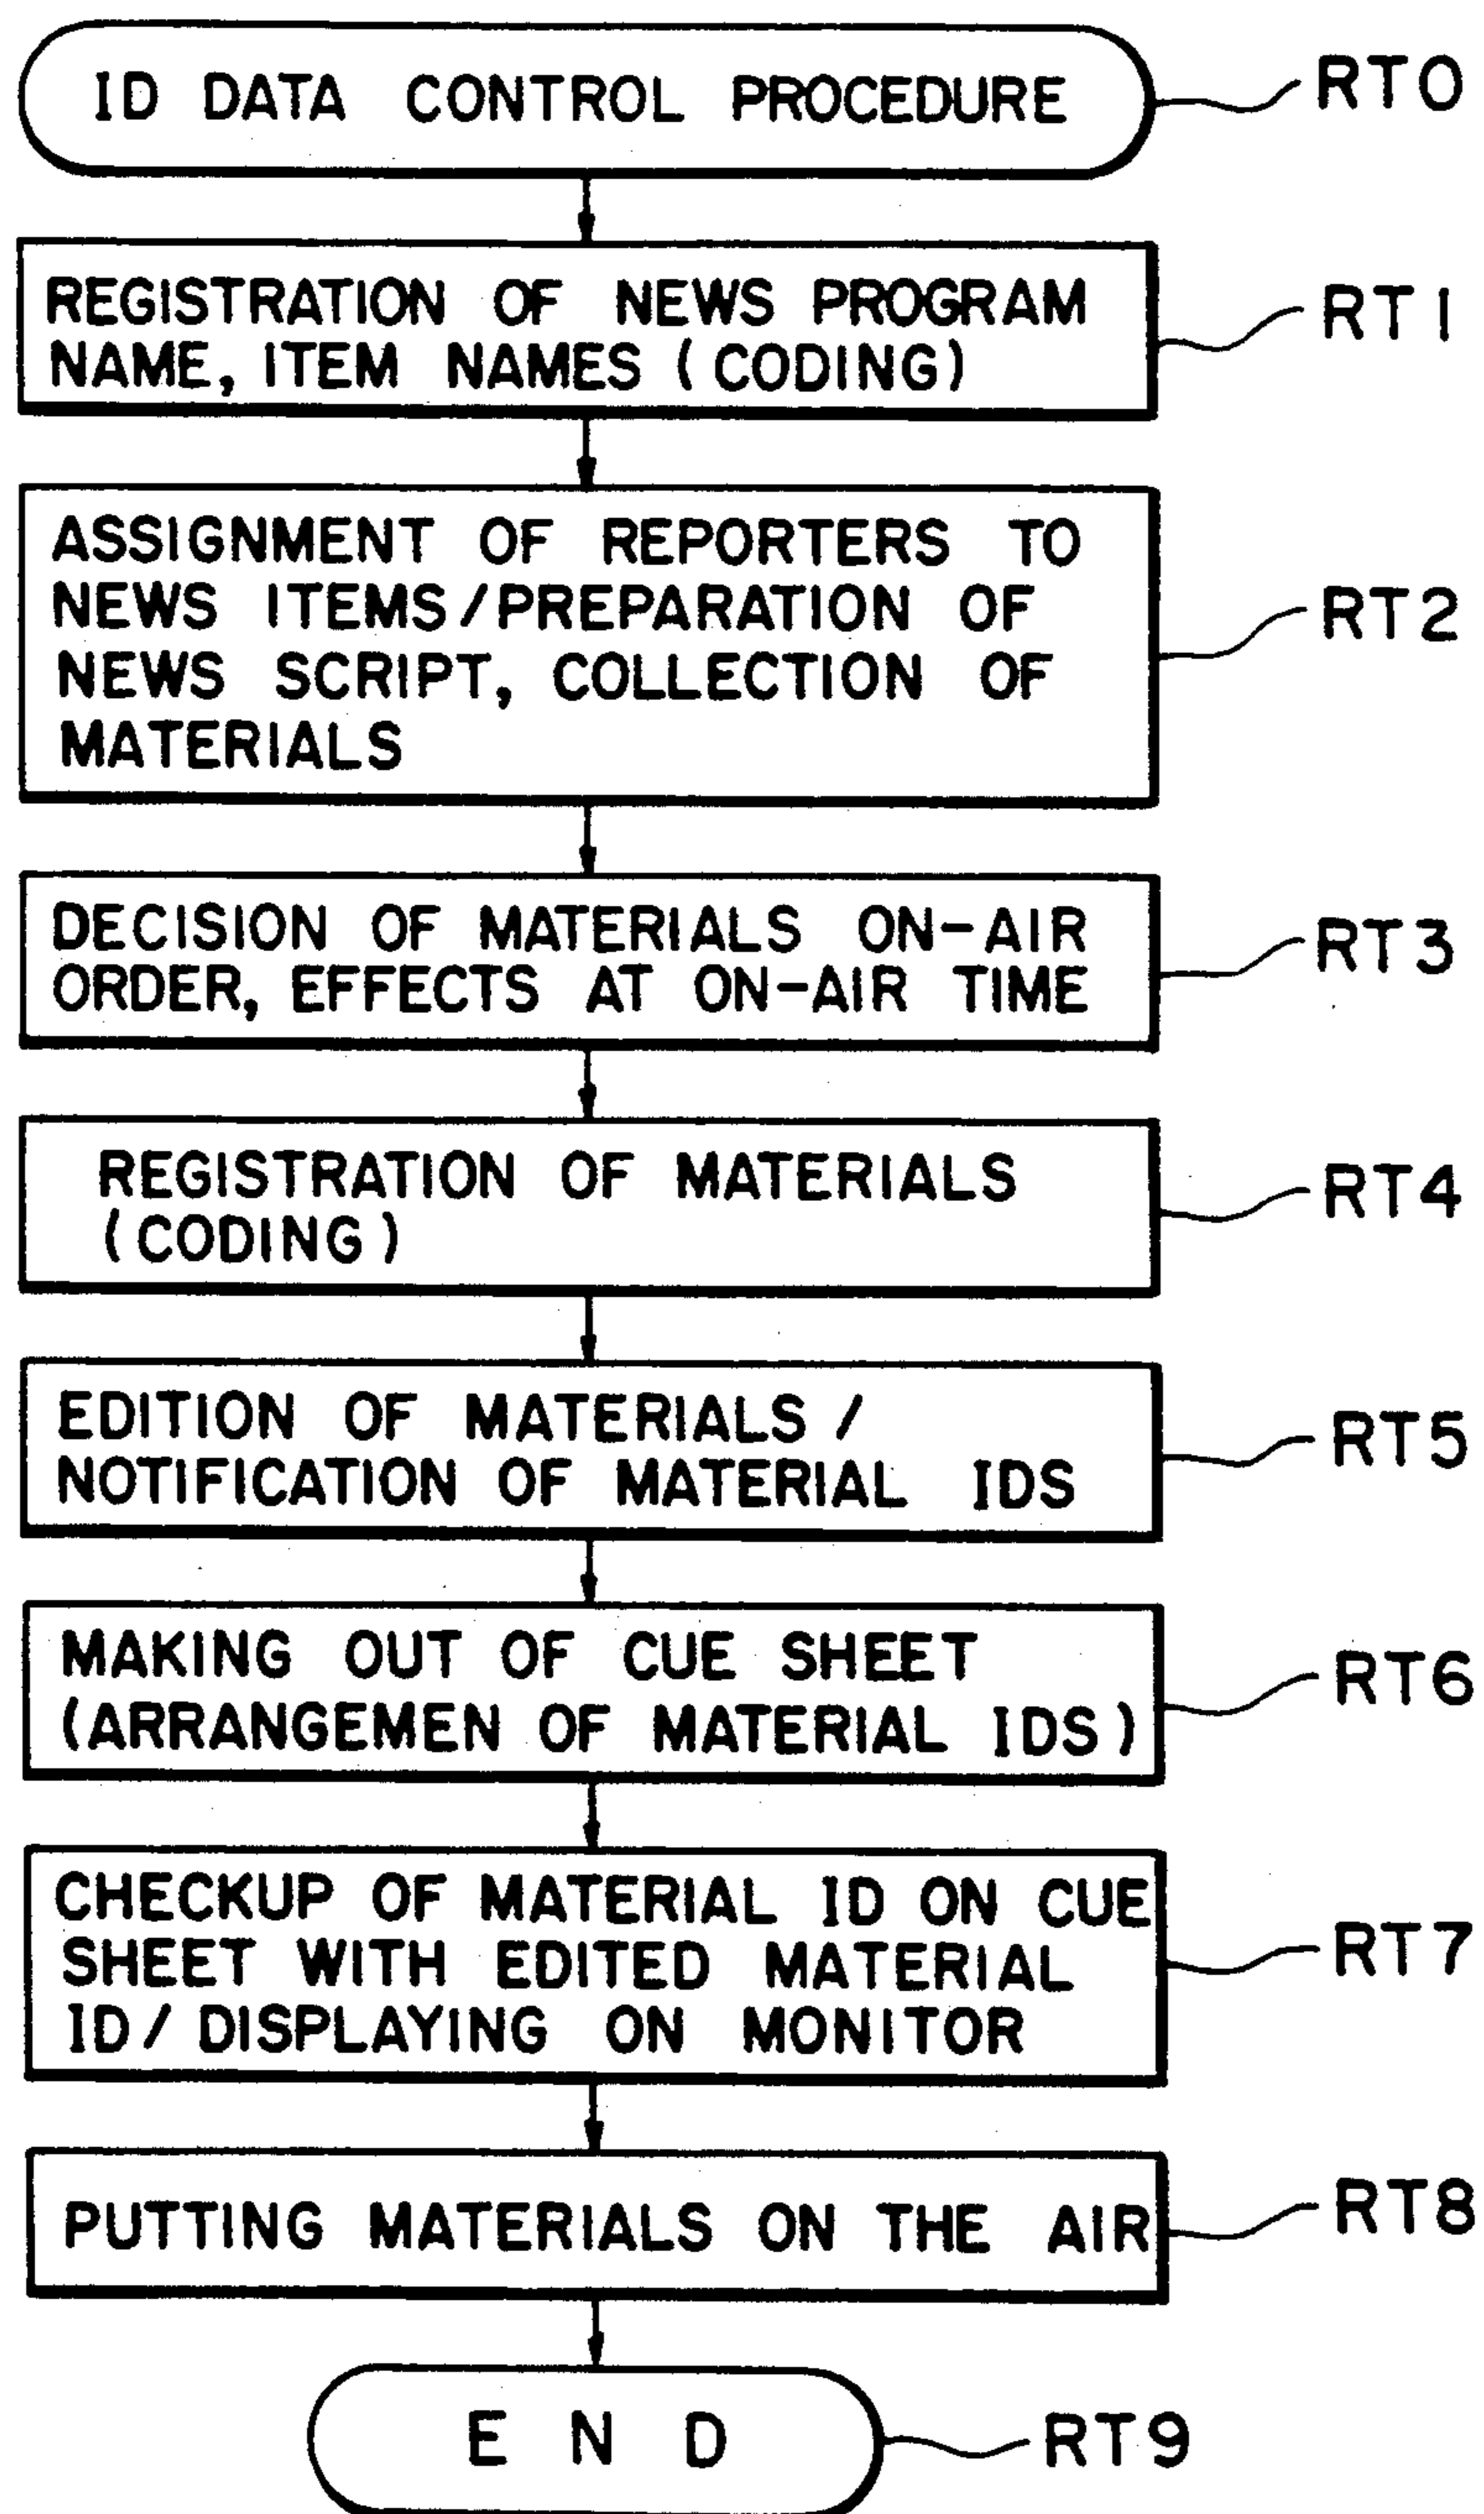 ID DATA CONTROL PROCEDURE RT0
REGISTRATION OF NEWS PROGRAM
NAME, ITEM NAMES (CODING)
RT1
ASSIGNMENT OF REPORTERS TO
NEWS ITEMS/PREPARATION OF
NEWS SCRIPT, COLLECTION OF
MATERIALS
RT2
DECISION OF MATERIALS ON-AIR
ORDER, EFFECTS AT ON-AIR TIME
RT3
REGISTRATION OF MATERIALS
(CODING)
RT4
EDITION OF MATERIALS/
NOTIFICATION OF MATERIAL IDS
RT5
MAKING OUT OF CUE SHEET
(ARRANGEMEN OF MATERIAL IDS)
RT6
CHECKUP OF MATERIAL ID ON CUE
SHEET WITH EDITED MATERIAL
ID/DISPLAYING ON MONITOR
RT7
PUTTING MATERIALS ON THE AIR
RT8
END
RT9